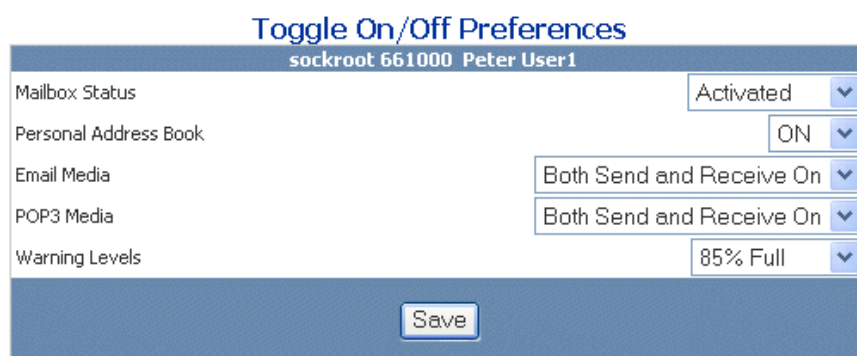 Toggle On/Off Preferences
sockroot 661000 Peter User1
Mailbox Status Activated
Personal Address Book ON
Email Media Both Send and Receive On
POP3 Media Both Send and Receive On
Warning Levels 85% Full
Save